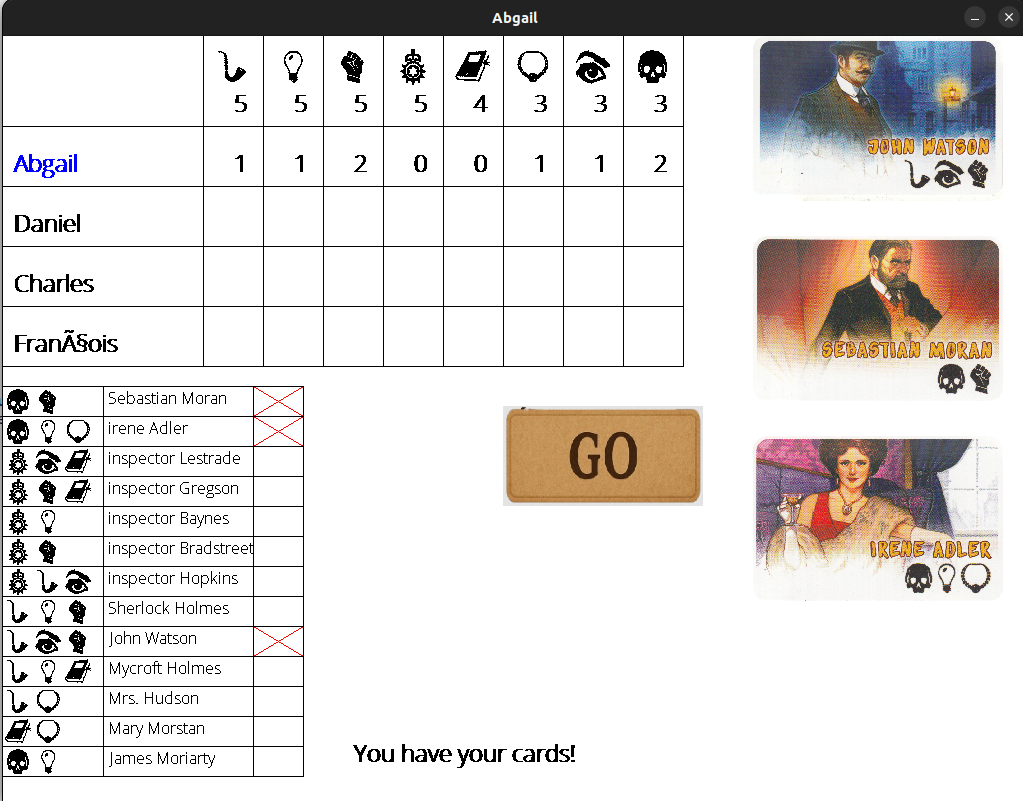 Abgail
5 5 5 5 4 3 3 3
Abgail 1 1 2 0 0 1 1 2
Daniel
Charles
FranÃ§ois
JOHN WATSON
SEBASTIAN MORAN
IRENE ADLER
Sebastian Moran
irene Adler
inspector Lestrade
inspector Gregson
inspector Baynes
inspector Bradstreet
inspector Hopkins
Sherlock Holmes
John Watson
Mycroft Holmes
Mrs. Hudson
Mary Morstan
James Moriarty
GO
You have your cards!